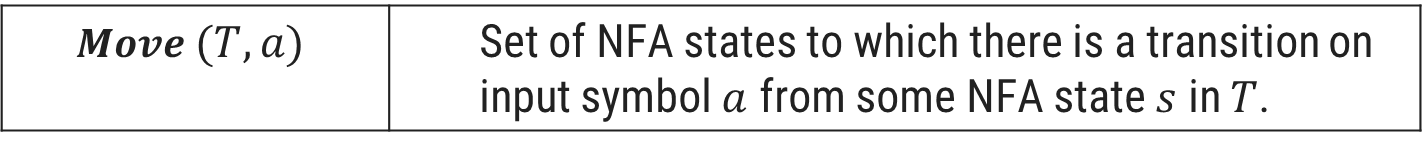 Move (T, a)
Set of NFA states to which there is a transition on
input symbol a from some NFA state s in T.